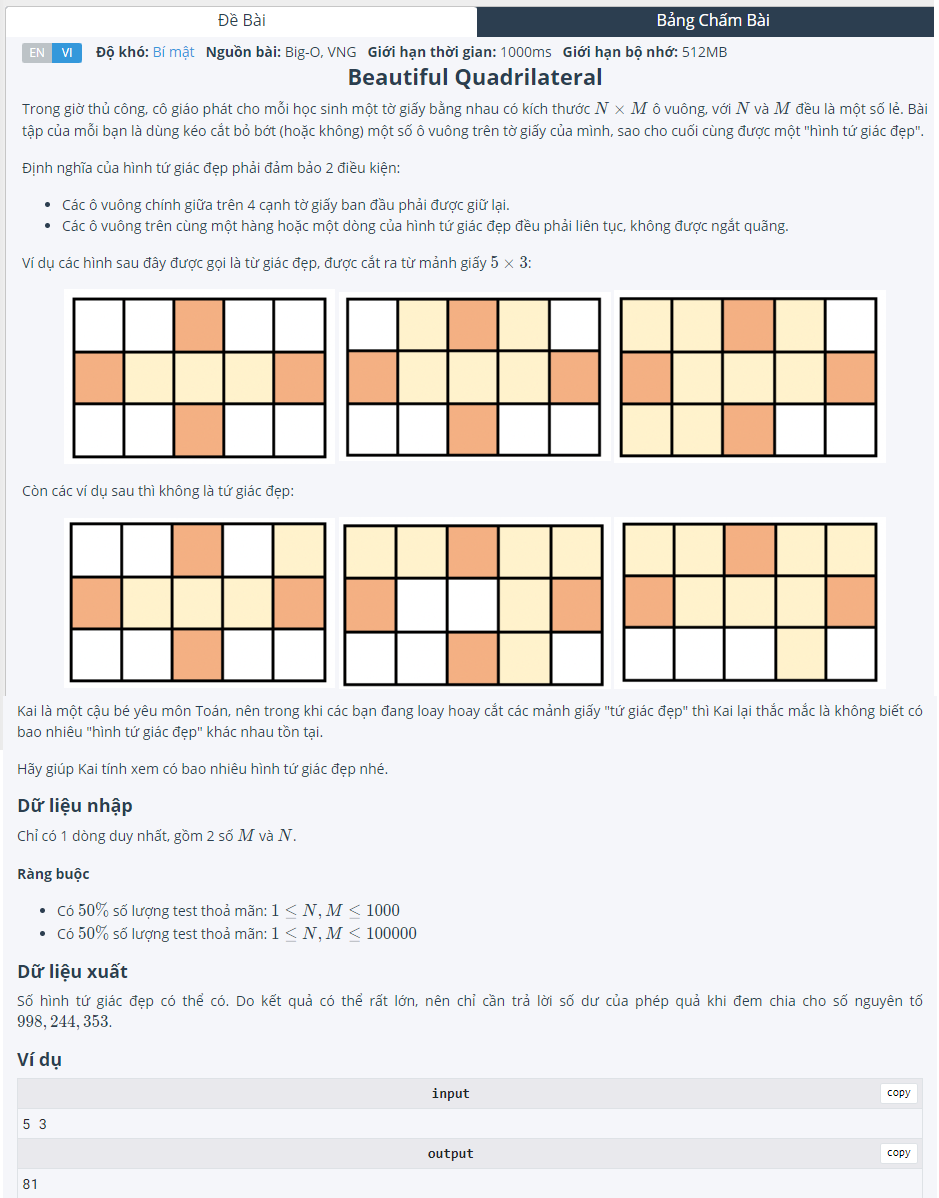 Đề Bài
Bảng Chấm Bài
EN VI Độ khó: Bí mật Nguồn bài: Big-O, VNG Giới hạn thời gian: 1000ms Giới hạn bộ nhớ: 512MB
Beautiful Quadrilateral
Trong giờ thủ công, cô giáo phát cho mỗi học sinh một tờ giấy bằng nhau có kích thước N × M ô vuông, với N và M đều là một số lẻ. Bài
tập của mỗi bạn là dùng kéo cắt bỏ bớt (hoặc không) một số ô vuông trên tờ giấy của mình, sao cho cuối cùng được một "hình tứ giác đẹp".
Định nghĩa của hình tứ giác đẹp phải đảm bảo 2 điều kiện:
• Các ô vuông chính giữa trên 4 cạnh tờ giấy ban đầu phải được giữ lại.
• Các ô vuông trên cùng một hàng hoặc một dòng của hình tứ giác đẹp đều phải liên tục, không được ngắt quãng.
Ví dụ các hình sau đây được gọi là từ giác đẹp, được cắt ra từ mảnh giấy 5 × 3:
Còn các ví dụ sau thì không là tứ giác đẹp:
Kai là một cậu bé yêu môn Toán, nên trong khi các bạn đang loay hoay cắt các mảnh giấy "tứ giác đẹp" thì Kai lại thắc mắc là không biết có
bao nhiêu "hình tứ giác đẹp" khác nhau tồn tại.
Hãy giúp Kai tính xem có bao nhiêu hình tứ giác đẹp nhé.
Dữ liệu nhập
Chỉ có 1 dòng duy nhất, gồm 2 số M và N.
Ràng buộc
• Có 50% số lượng test thoả mãn: 1 ≤ N, M ≤ 1000
• Có 50% số lượng test thoả mãn: 1 ≤ N, M ≤ 100000
Dữ liệu xuất
Số hình tứ giác đẹp có thể có. Do kết quả có thể rất lớn, nên chỉ cần trả lời số dư của phép quả khi đem chia cho số nguyên tố
998, 244, 353.
Ví dụ
input
copy
5 3
output
copy
81